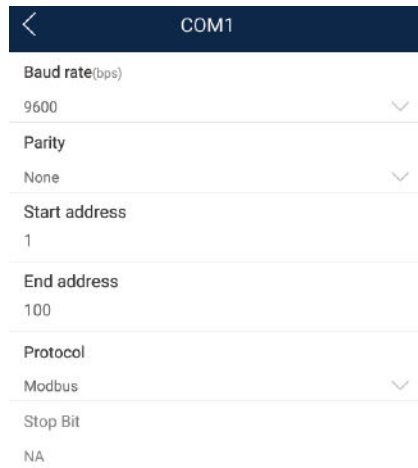 COM1
Baud rate(bps)
9600
Parity
None
Start address
1
End address
100
Protocol
Modbus
Stop Bit
NA